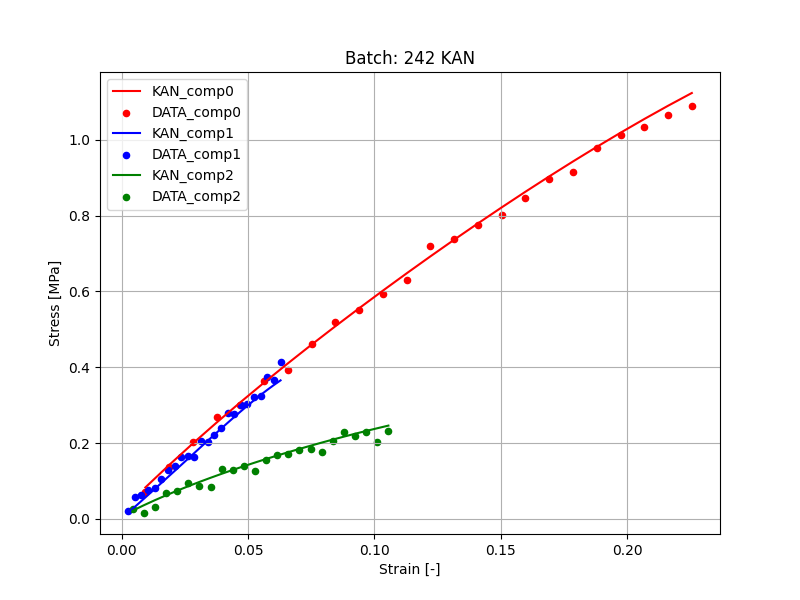 Batch: 242 KAN
KAN_comp0
DATA_comp0
KAN_comp1
DATA_comp1
KAN_comp2
DATA_comp2
1.0
0.8
0.6
0.4
0.2
0.0
Stress [MPa]
0.00 0.05 0.10 0.15 0.20
Strain [-]